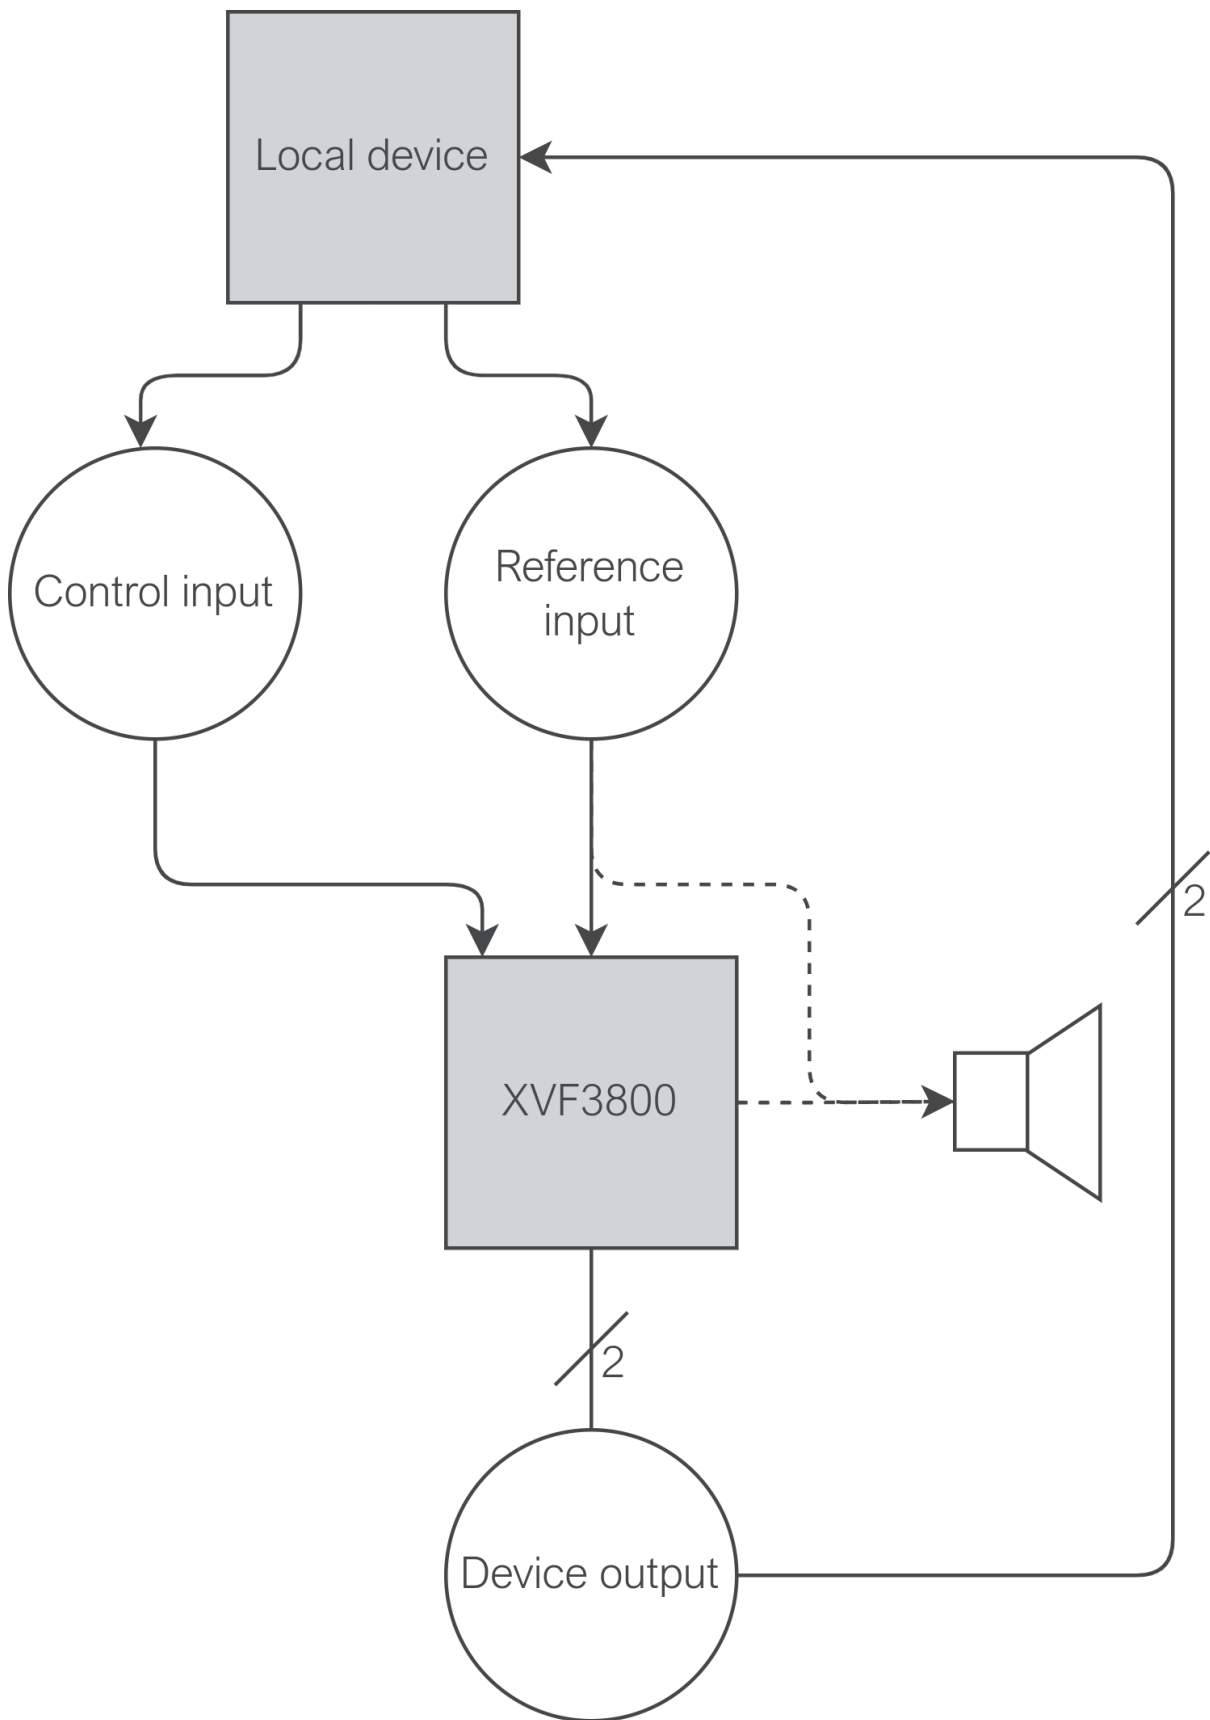 Local device
Control input
Reference
input
2
XVF3800
2
Device output